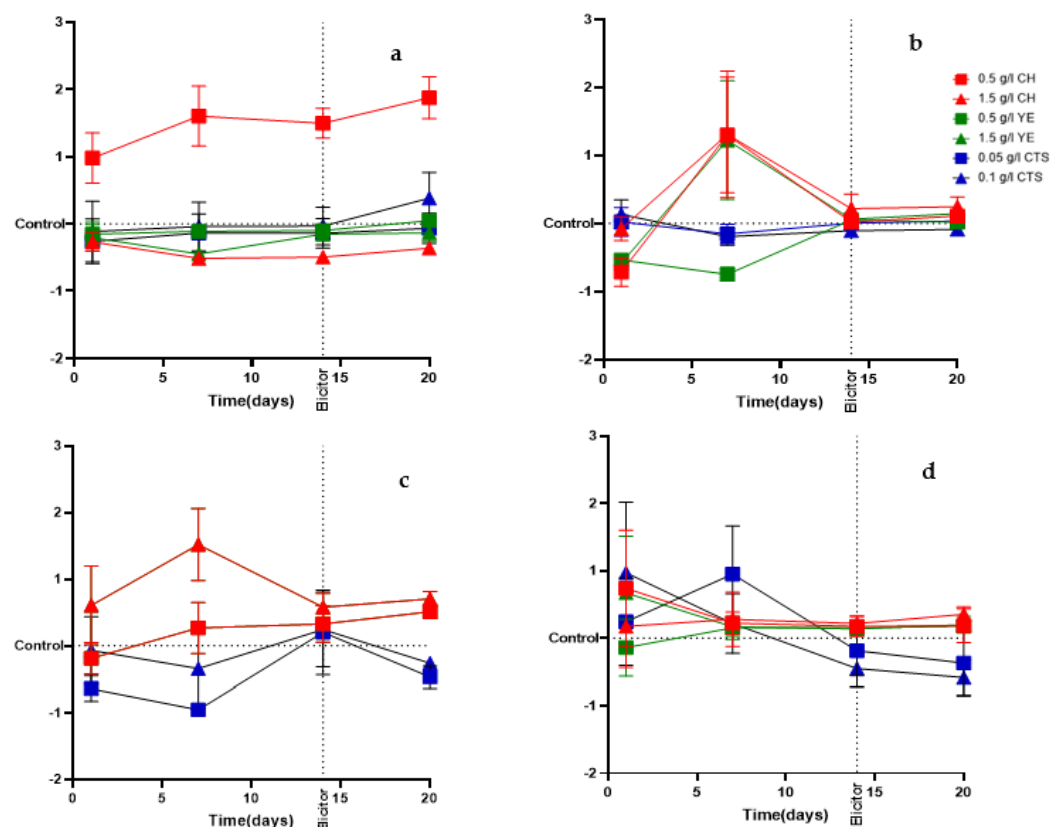 a
3
2
1
Control
-1
-2
0 5 10 15 20
Time(days)
Elicitor
b
3
2
1
Control
-1
-2
0 5 10 15 20
Time(days)
Elicitor
0.5 g/l CH
1.5 g/l CH
0.5 g/l YE
1.5 g/l YE
0.05 g/l CTS
0.1 g/l CTS
c
3
2
1
Control
-1
-2
0 5 10 15 20
Time(days)
Elicitor
d
3
2
1
Control
-1
-2
0 5 10 15 20
Time(days)
Elicitor